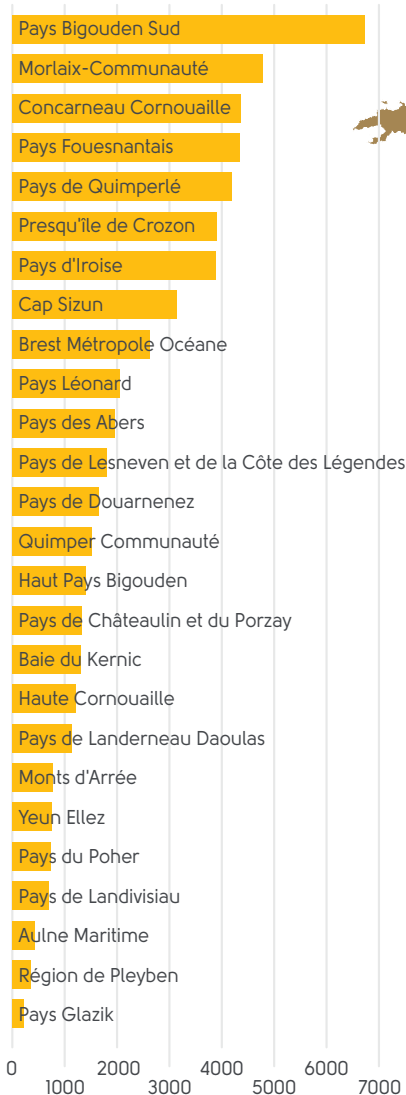 Pays Bigouden Sud
Morlaix-Communauté
Concarneau Cornouaille
Pays Fouesnantais
Pays de Quimperlé
Presqu'île de Crozon
Pays d'Iroise
Cap Sizun
Brest Métropole Océane
Pays Léonard
Pays des Abers
Pays de Lesneven et de la Côte des Légendes
Pays de Douarnenez
Quimper Communauté
Haut Pays Bigouden
Pays de Châteaulin et du Porzay
Baie du Kernic
Haute Cornouaille
Pays de Landerneau Daoulas
Monts d'Arrée
Yeun Ellez
Pays du Poher
Pays de Landivisiau
Aulne Maritime
Région de Pleyben
Pays Glazik
0 2000 4000 6000
1000 3000 5000 7000